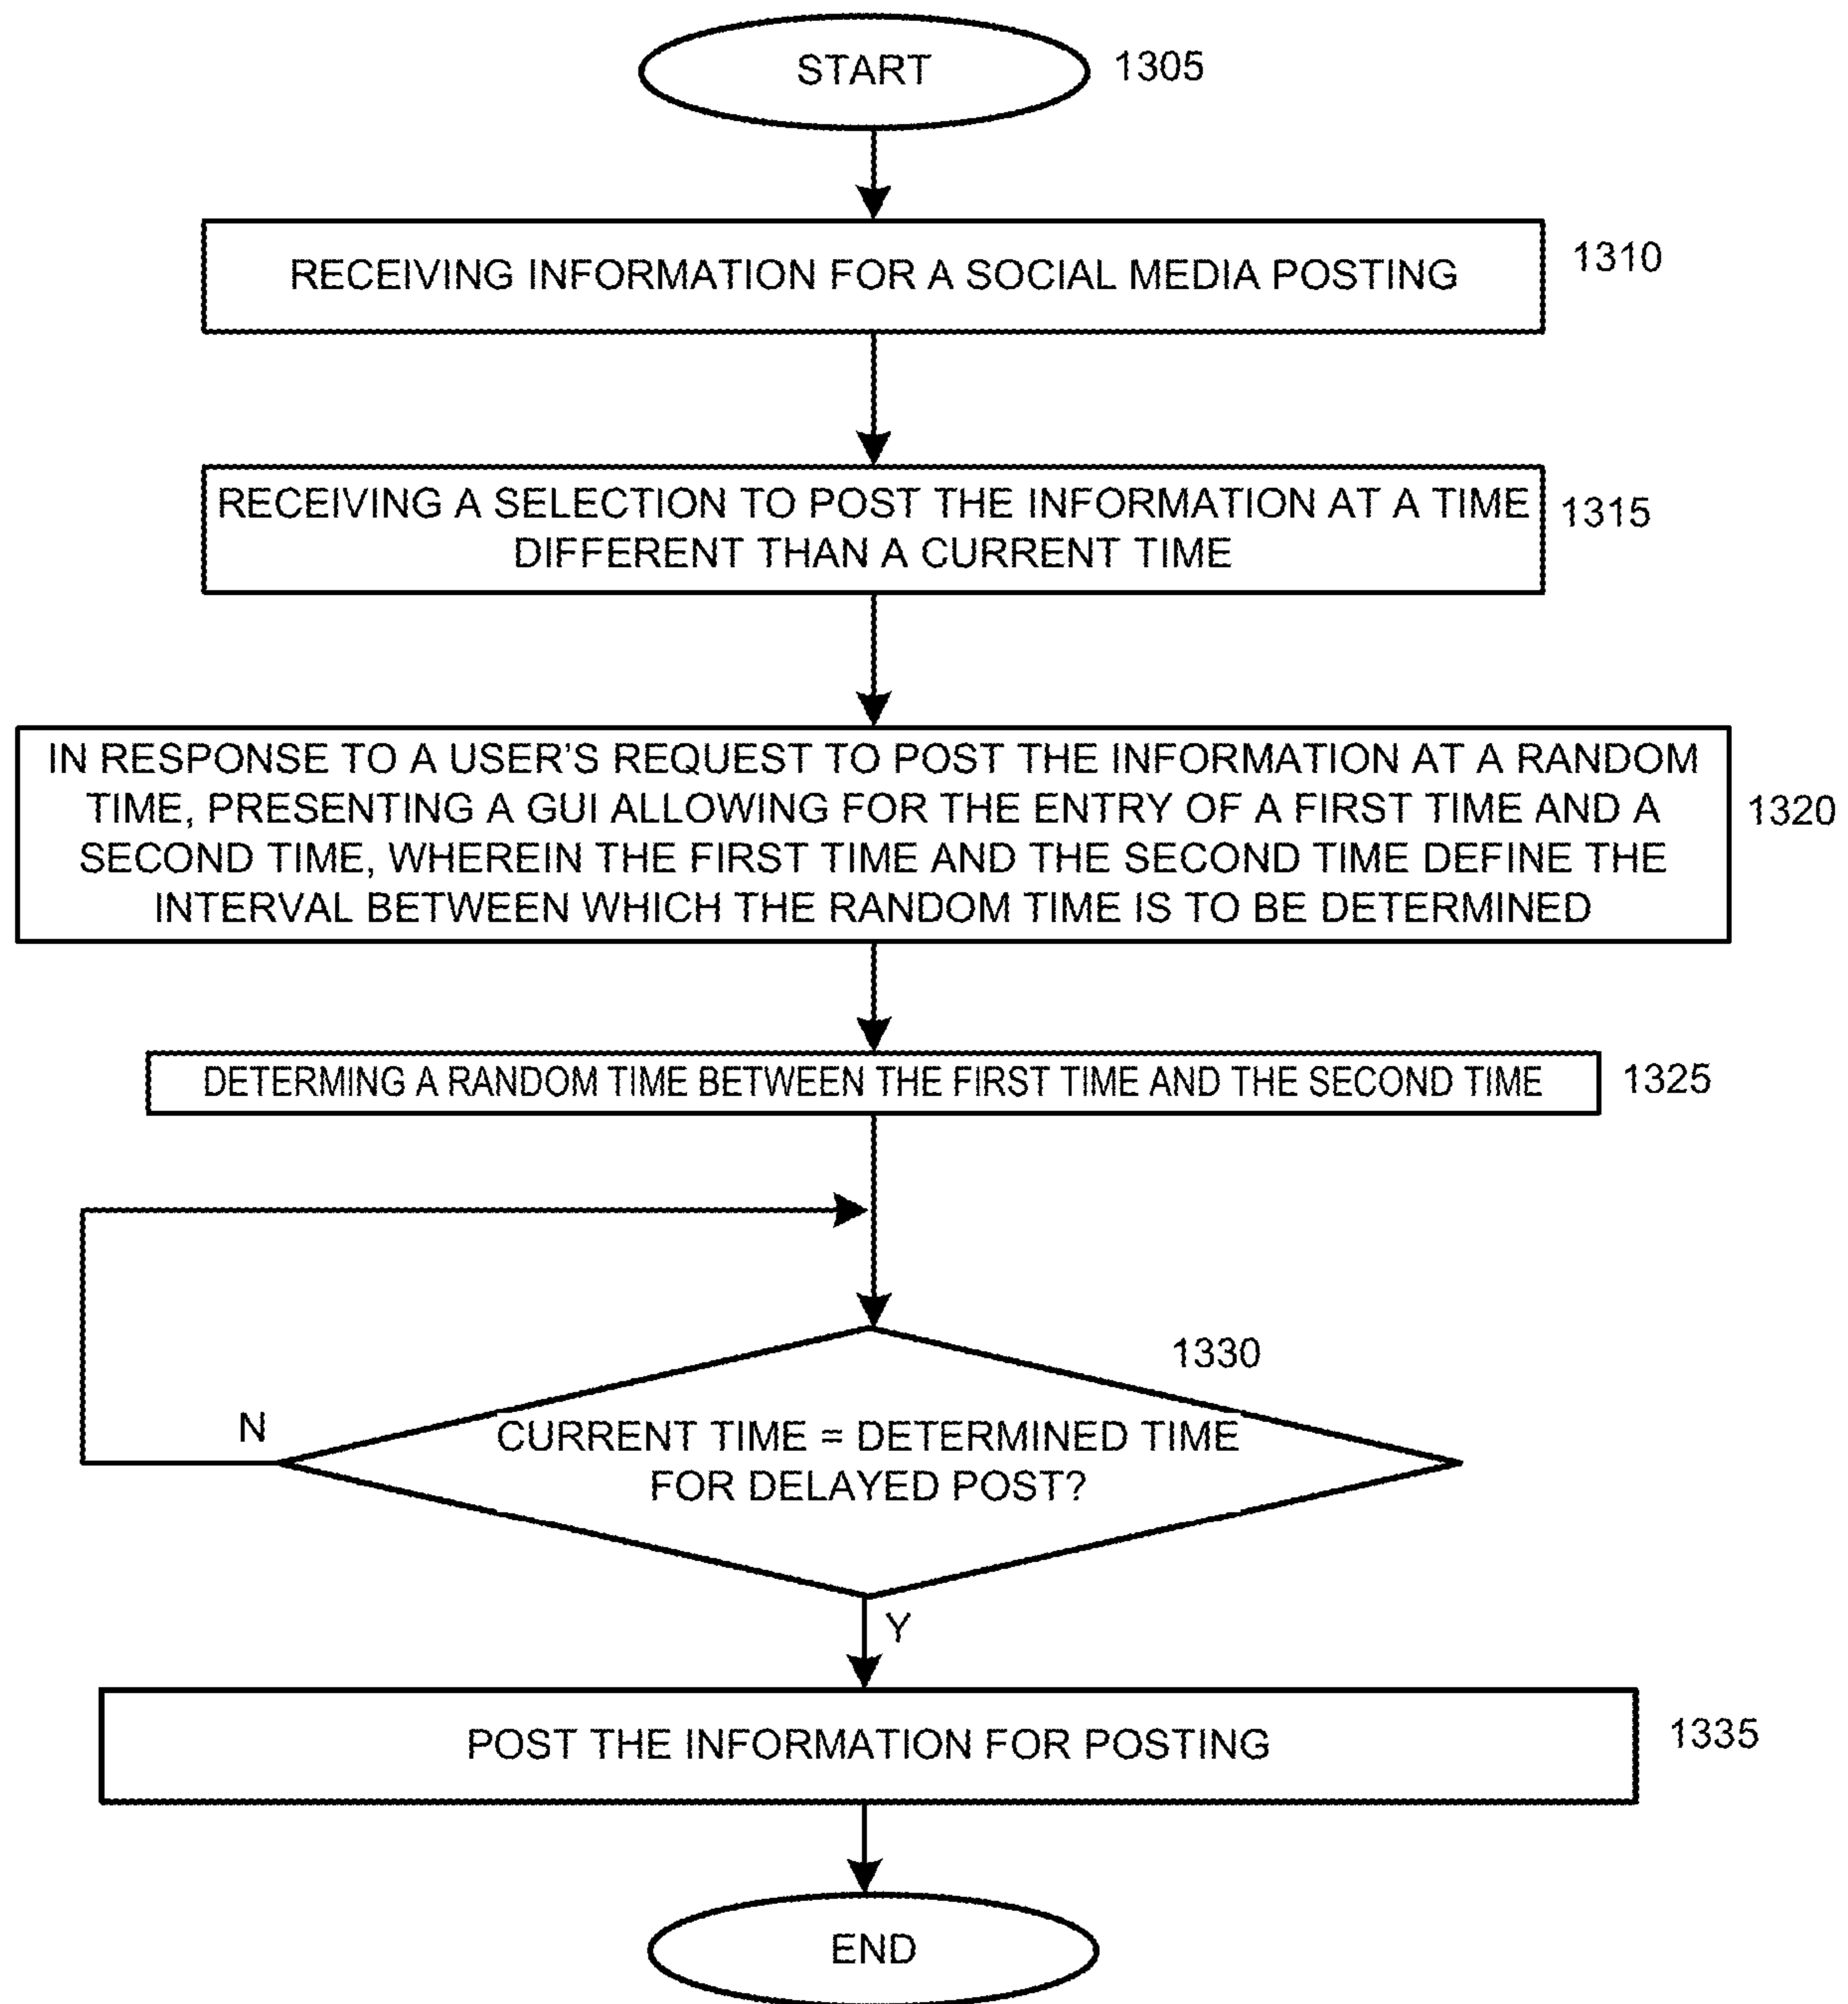 START
1305
RECEIVING INFORMATION FOR A SOCIAL MEDIA POSTING
1310
RECEIVING A SELECTION TO POST THE INFORMATION AT A TIME
DIFFERENT THAN A CURRENT TIME
1315
IN RESPONSE TO A USER'S REQUEST TO POST THE INFORMATION AT A RANDOM
TIME, PRESENTING A GUI ALLOWING FOR THE ENTRY OF A FIRST TIME AND A
SECOND TIME, WHEREIN THE FIRST TIME AND THE SECOND TIME DEFINE THE
INTERVAL BETWEEN WHICH THE RANDOM TIME IS TO BE DETERMINED
1320
DETERMING A RANDOM TIME BETWEEN THE FIRST TIME AND THE SECOND TIME
1325
1330
N
CURRENT TIME = DETERMINED TIME
FOR DELAYED POST?
Y
POST THE INFORMATION FOR POSTING
1335
END